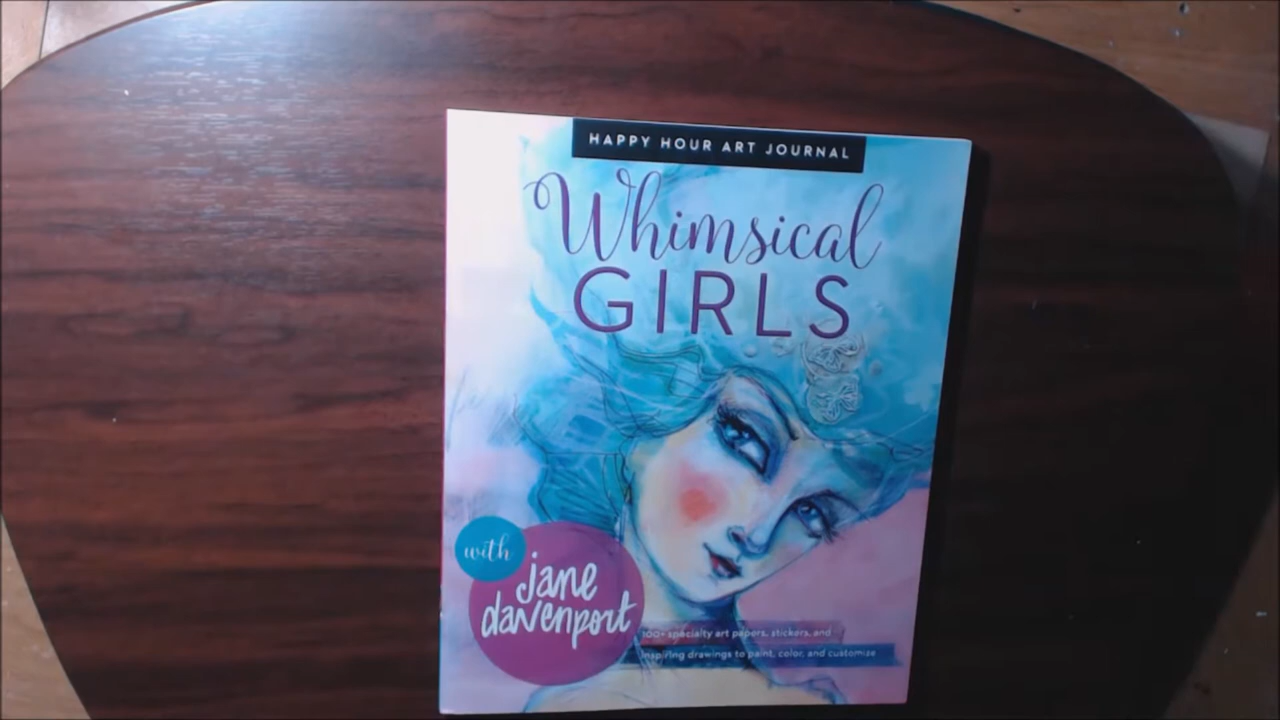 HAPPY HOUR ART JOURNAL
Whimsical
GIRLS
with
jane
davenport
100+ specialty art papers, stickers, and
inspiring drawings to paint, color, and customize